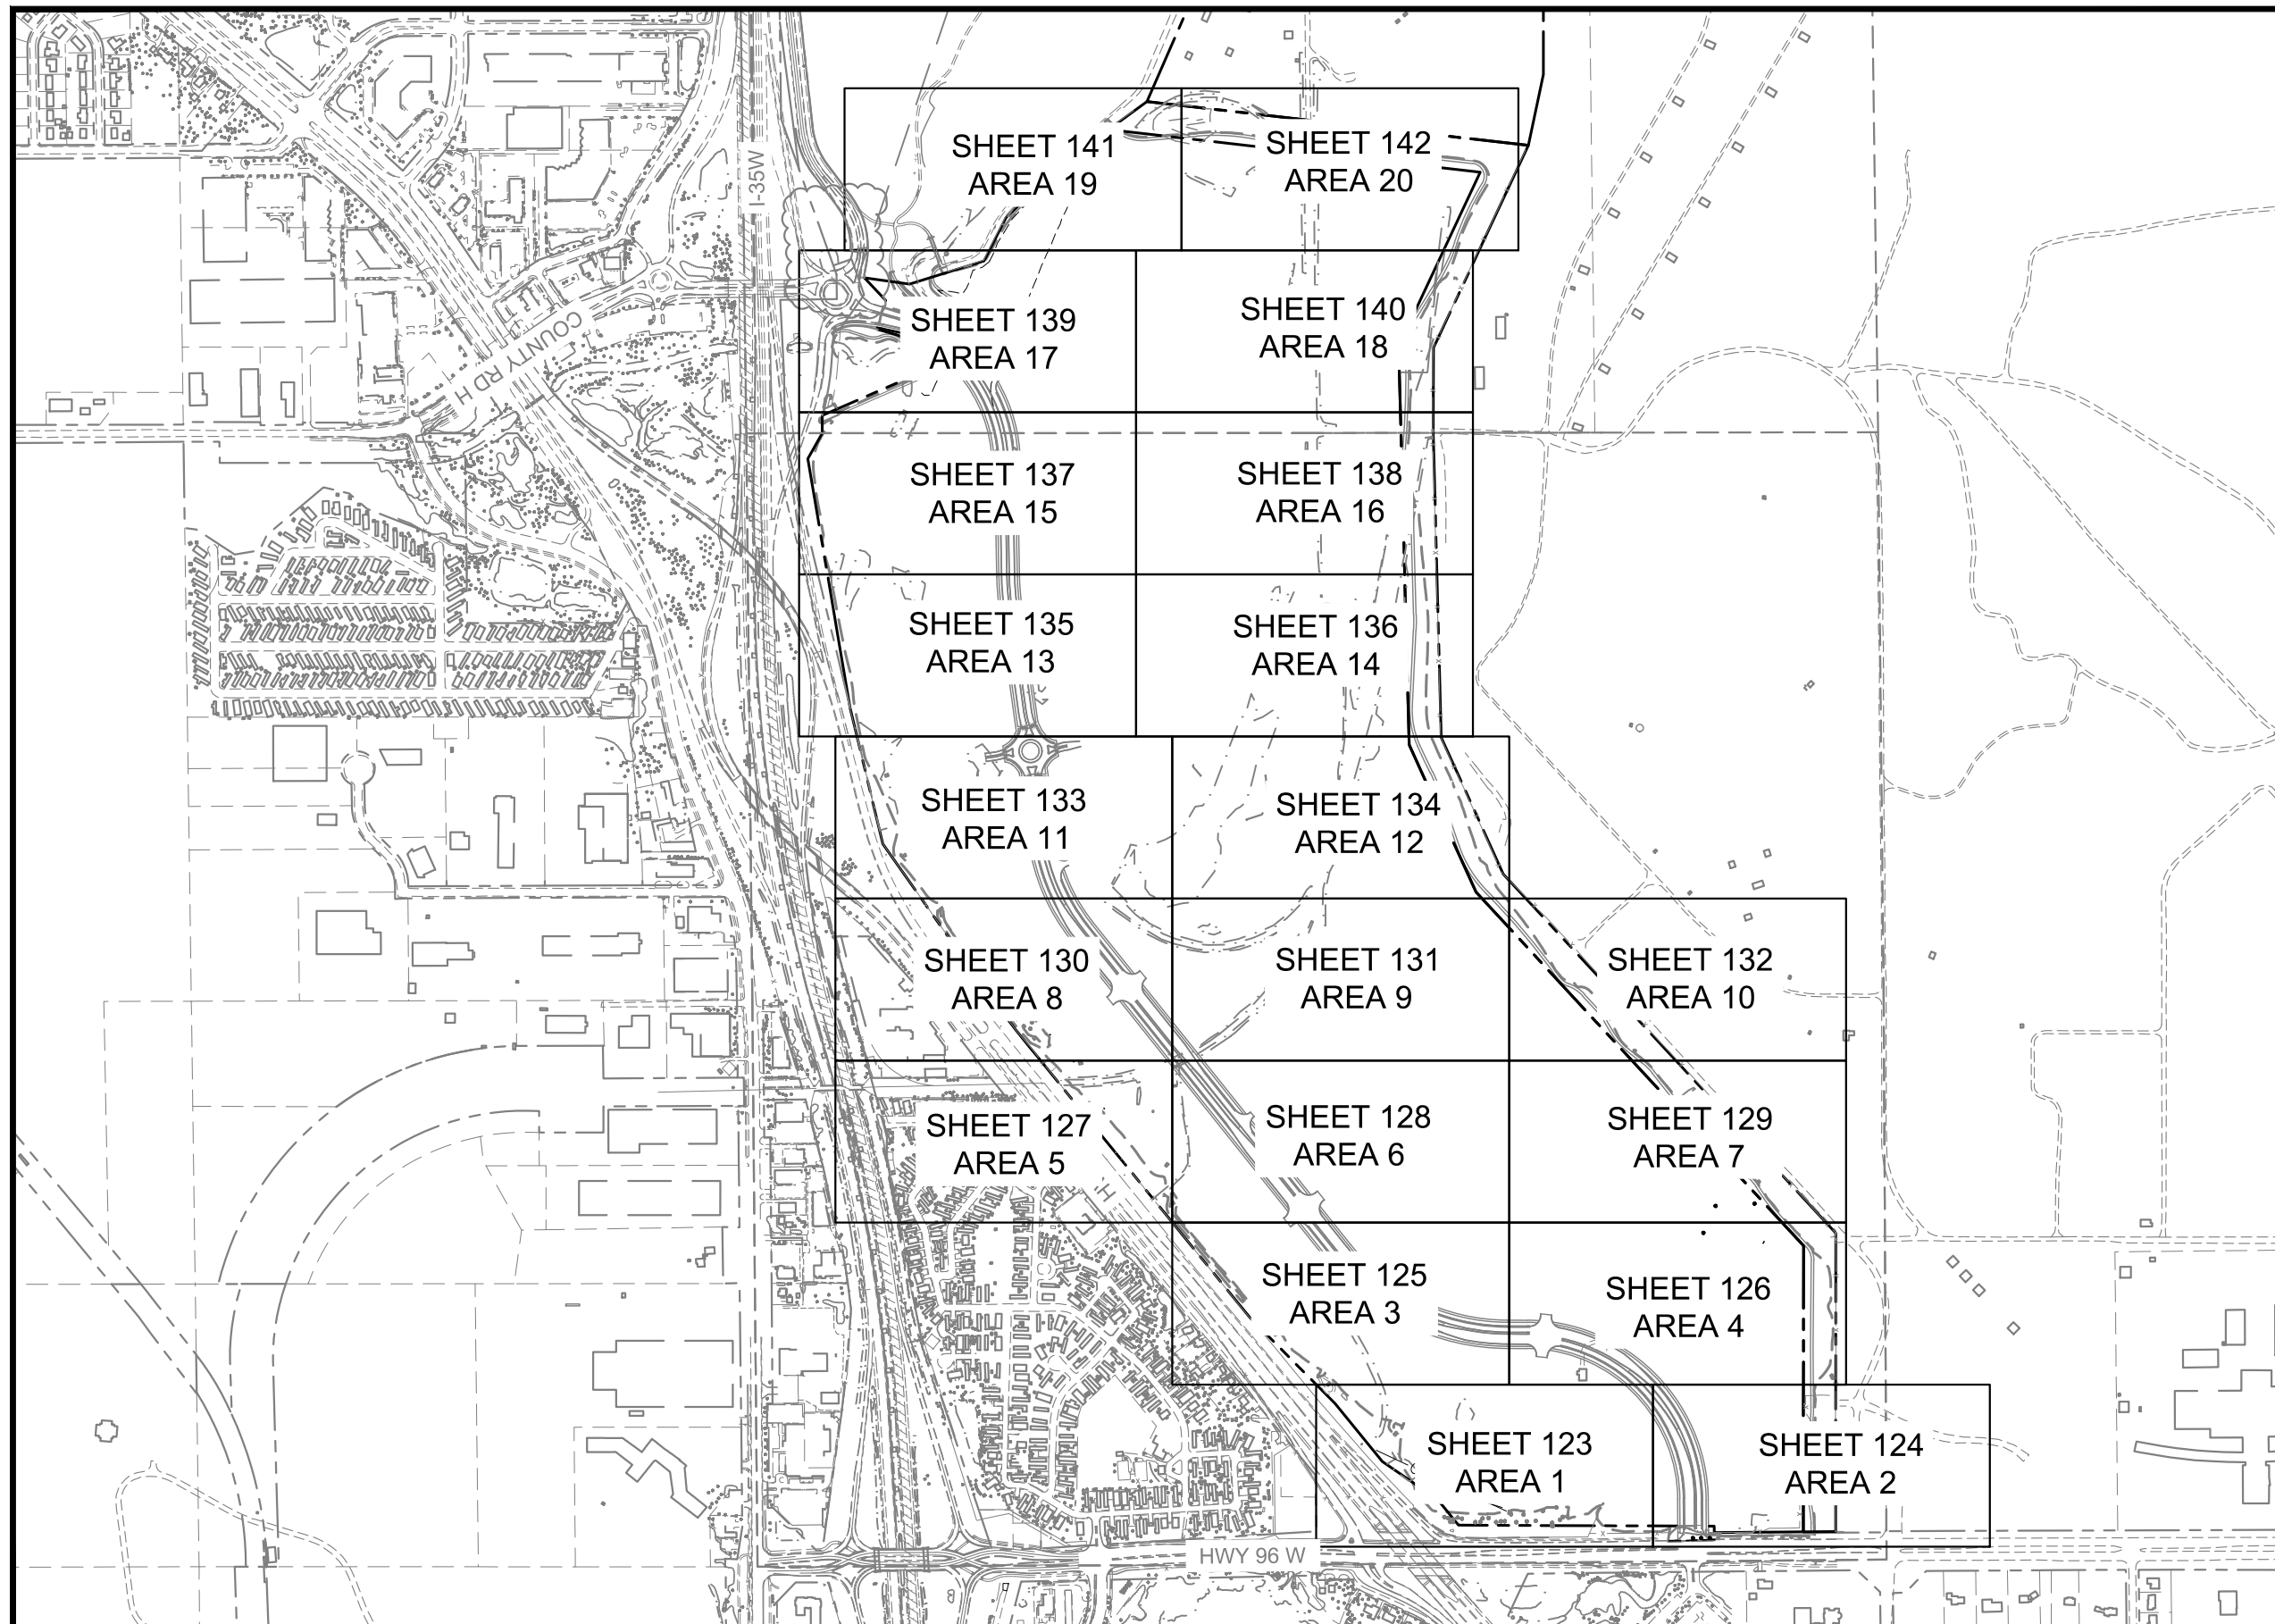 I-35W
SHEET 141
AREA 19
SHEET 142
AREA 20
COUNTY RD H
SHEET 139
AREA 17
SHEET 140
AREA 18
SHEET 137
AREA 15
SHEET 138
AREA 16
SHEET 135
AREA 13
SHEET 136
AREA 14
SHEET 133
AREA 11
SHEET 134
AREA 12
SHEET 130
AREA 8
SHEET 131
AREA 9
SHEET 132
AREA 10
SHEET 127
AREA 5
SHEET 128
AREA 6
SHEET 129
AREA 7
SHEET 125
AREA 3
SHEET 126
AREA 4
SHEET 123
AREA 1
SHEET 124
AREA 2
HWY 96 W